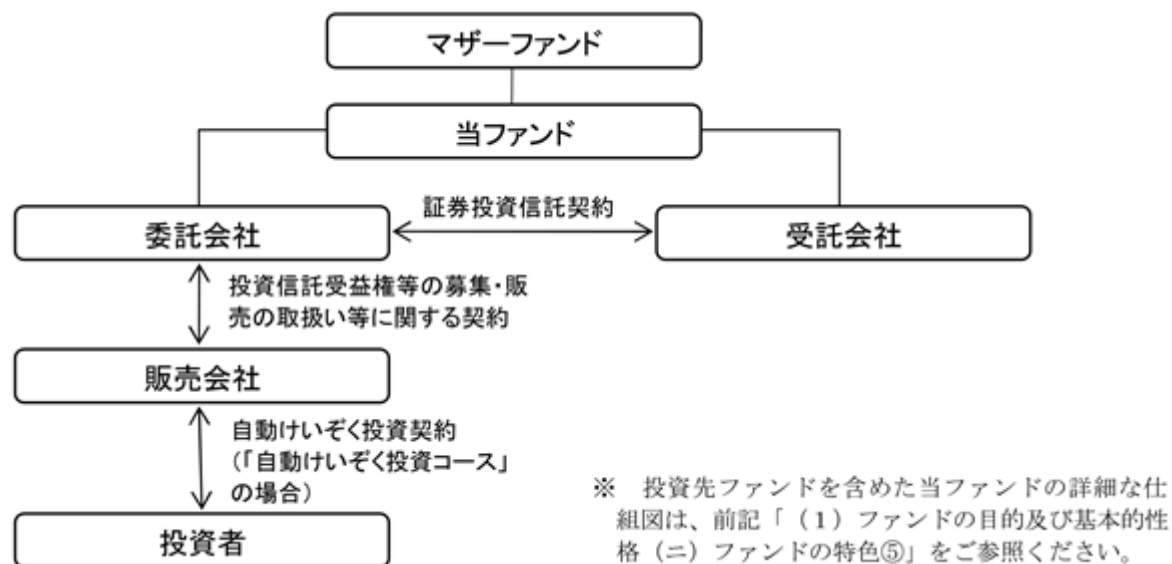 マザーファンド
当ファンド
証券投資信託契約
委託会社
受託会社
投資信託受益権等の募集・販
売の取扱い等に関する契約
販売会社
自動けいぞく投資契約
(「自動けいぞく投資コース」
の場合)
投資者
※ 投資先ファンドを含めた当ファンドの詳細な仕
組図は、前記「(1)ファンドの目的及び基本的性
格(ニ)ファンドの特色⑤」をご参照ください。